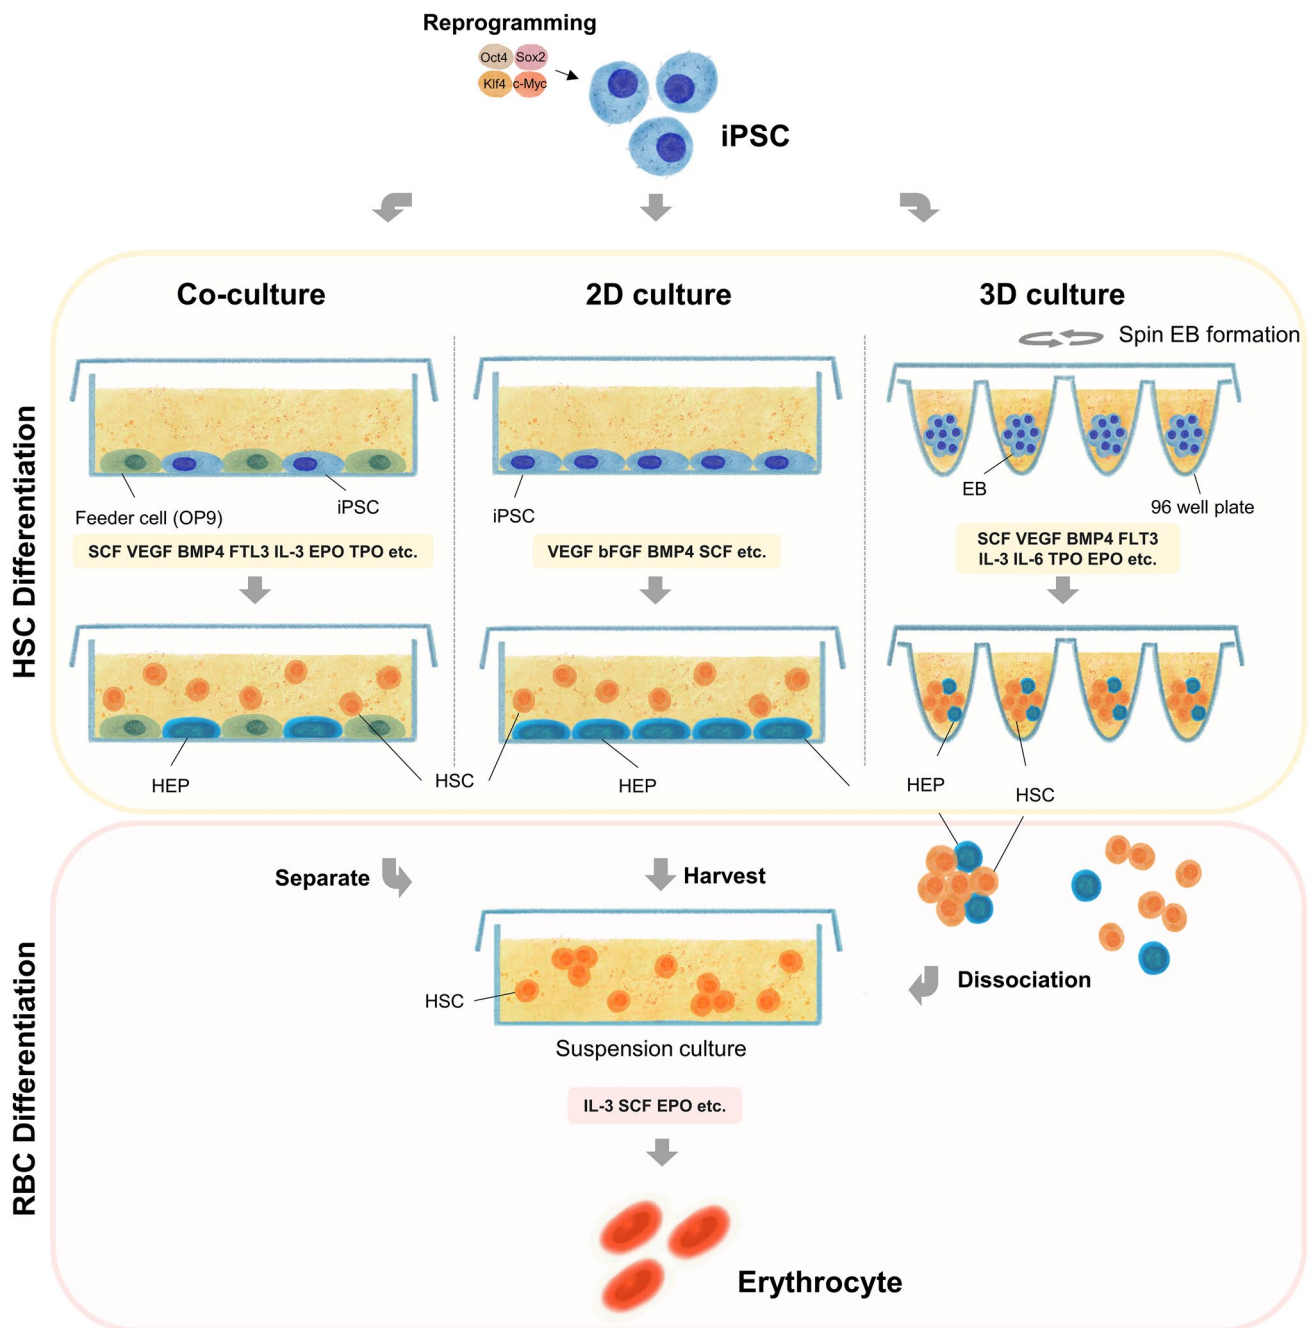 Reprogramming
Oct4 Sox2
Klf4 c-Myc
iPSC
HSC Differentiation
Co-culture
2D culture
3D culture
Spin EB formation
Feeder cell (OP9)
iPSC
iPSC
EB
96 well plate
SCF VEGF BMP4 FTL3 IL-3 EPO TPO etc.
VEGF bFGF BMP4 SCF etc.
SCF VEGF BMP4 FLT3
IL-3 IL-6 TPO EPO etc.
HEP
HSC
HEP
HEP
HSC
RBC Differentiation
Separate
Harvest
Dissociation
HSC
Suspension culture
IL-3 SCF EPO etc.
Erythrocyte